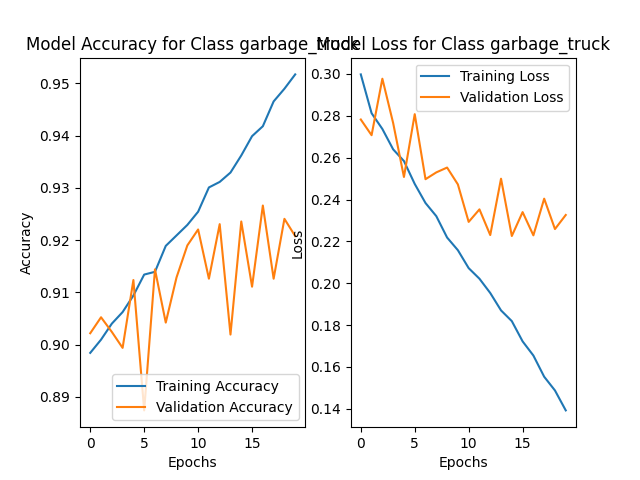 Model Accuracy for Class garbage_truck
0.95
0.94
0.93
0.92
0.91
0.90
0.89
Accuracy
Training Accuracy
Validation Accuracy
0
5
10
15
Epochs
Model Loss for Class garbage_truck
0.30
0.28
0.26
0.24
0.22
0.20
0.18
0.16
0.14
Loss
Training Loss
Validation Loss
0
5
10
15
Epochs